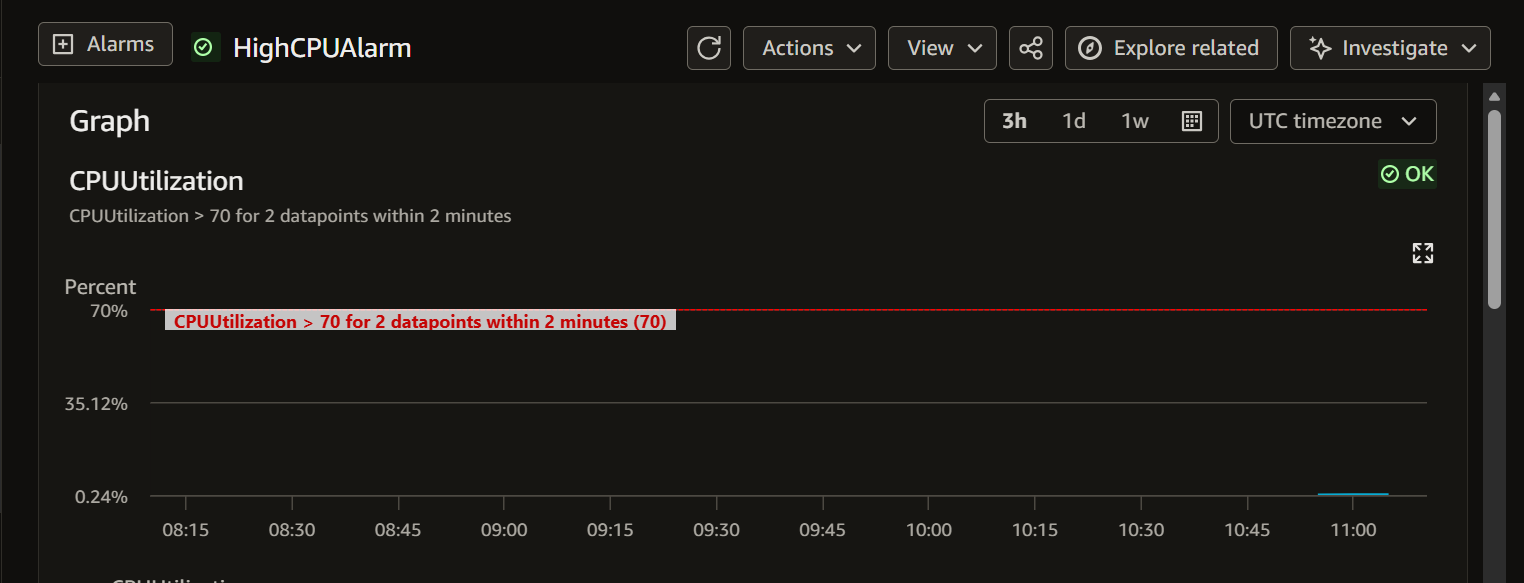 Alarms
HighCPUAlarm
Actions
View
Explore related
Investigate
Graph
3h 1d 1w
UTC timezone
CPUUtilization
OK
CPUUtilization > 70 for 2 datapoints within 2 minutes
Percent
70%
CPUUtilization > 70 for 2 datapoints within 2 minutes (70)
35.12%
0.24%
08:15 08:30 08:45 09:00 09:15 09:30 09:45 10:00 10:15 10:30 10:45 11:00